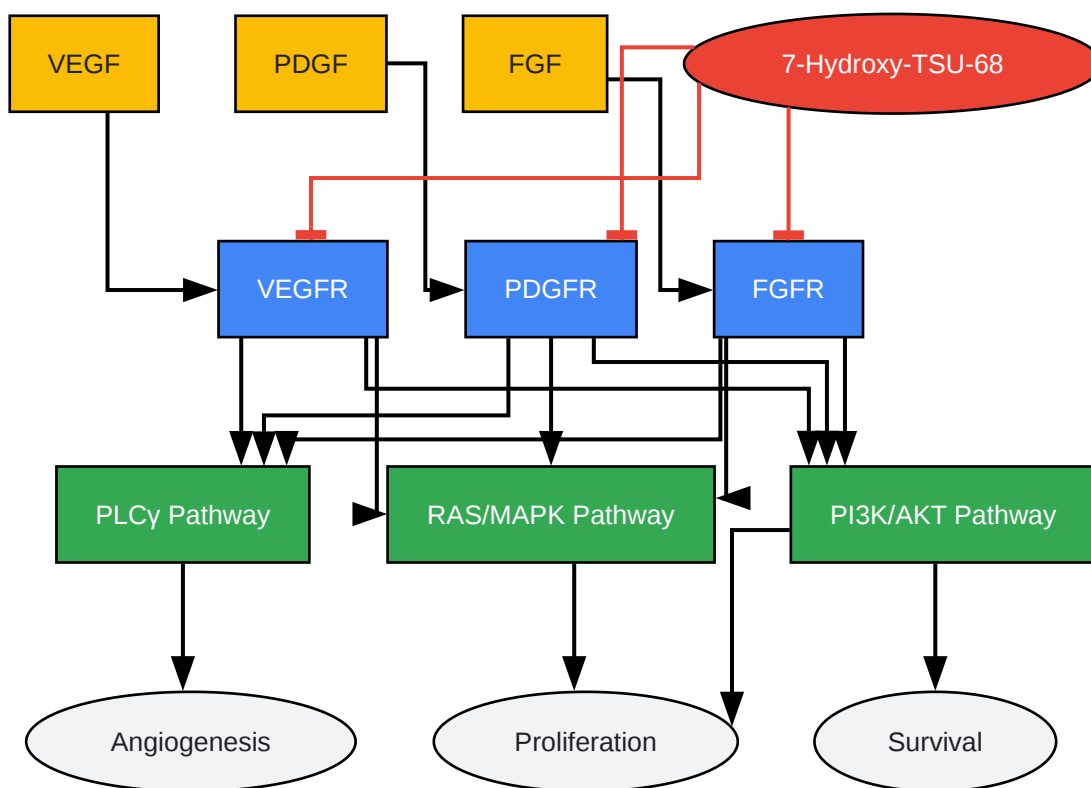 VEGF
PDGF
FGF
7-Hydroxy-TSU-68
VEGFR
PDGFR
FGFR
PLCγ Pathway
RAS/MAPK Pathway
PI3K/AKT Pathway
Angiogenesis
Proliferation
Survival